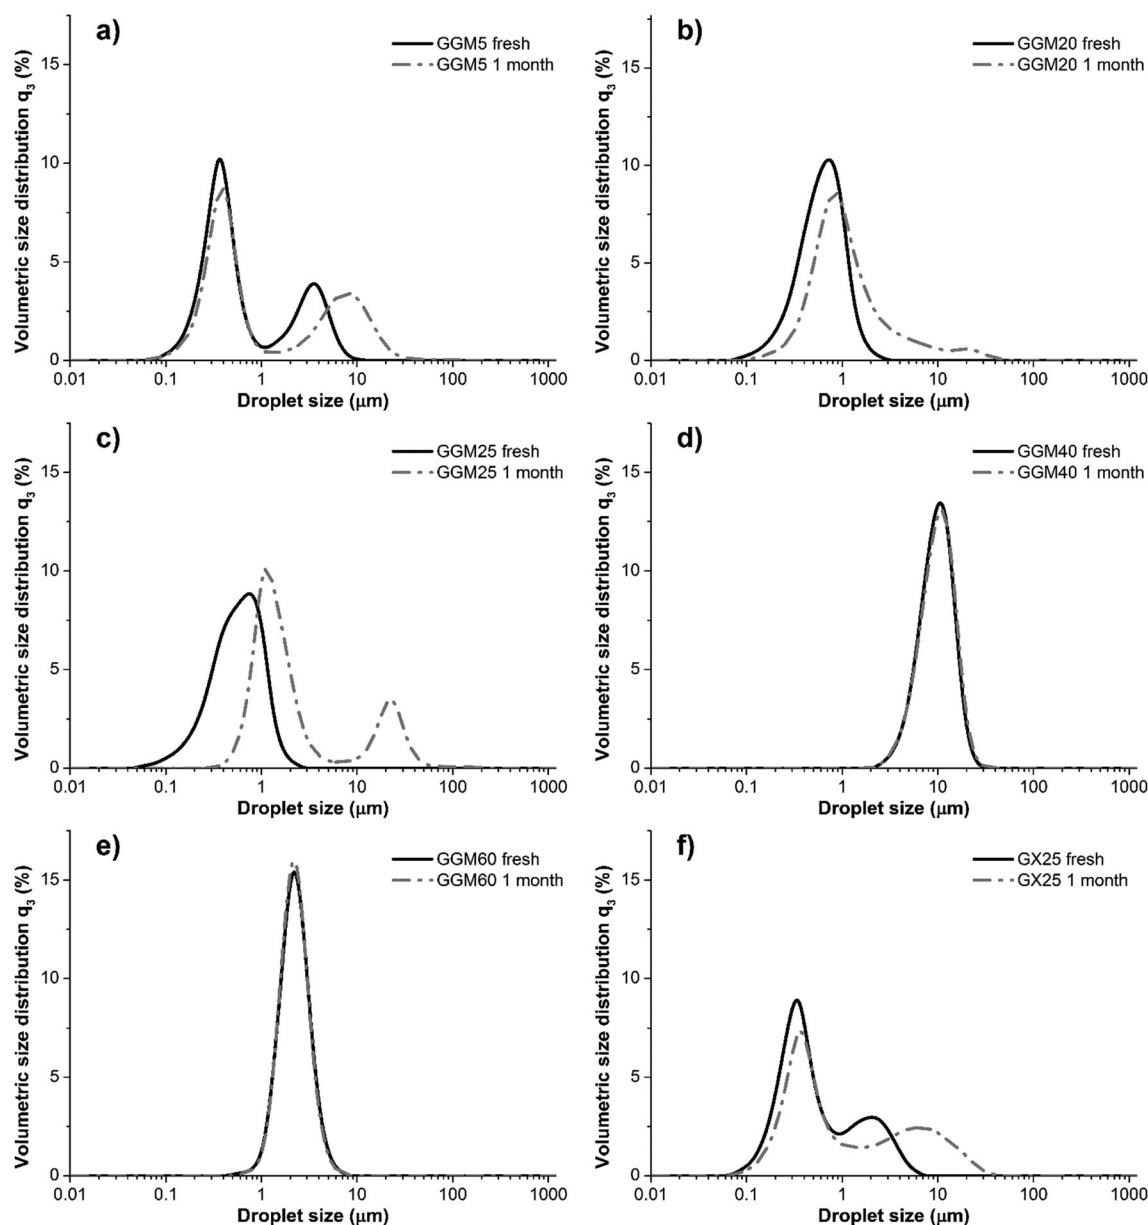 a)
GGM5 fresh
GGM5 1 month
Volumetric size distribution q3 (%)
15
10
5
0
0.01 0.1 1 10 100 1000
Droplet size (μm)
b)
GGM20 fresh
GGM20 1 month
Volumetric size distribution q3 (%)
15
10
5
0
0.01 0.1 1 10 100 1000
Droplet size (μm)
c)
GGM25 fresh
GGM25 1 month
Volumetric size distribution q3 (%)
15
10
5
0
0.01 0.1 1 10 100 1000
Droplet size (μm)
d)
GGM40 fresh
GGM40 1 month
Volumetric size distribution q3 (%)
15
10
5
0
0.01 0.1 1 10 100 1000
Droplet size (μm)
e)
GGM60 fresh
GGM60 1 month
Volumetric size distribution q3 (%)
15
10
5
0
0.01 0.1 1 10 100 1000
Droplet size (μm)
f)
GX25 fresh
GX25 1 month
Volumetric size distribution q3 (%)
15
10
5
0
0.01 0.1 1 10 100 1000
Droplet size (μm)